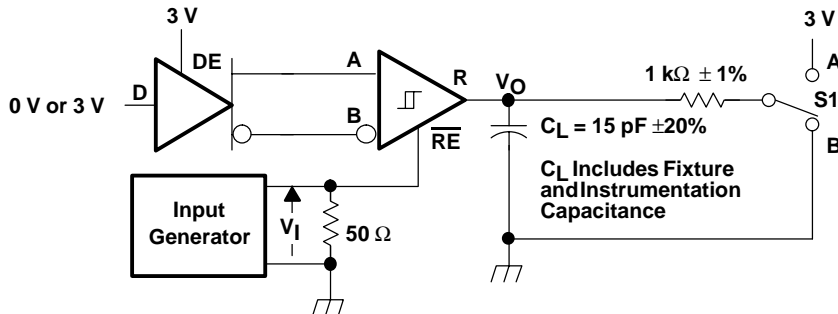 3 V
3 V
DE
A
R
VO
1 kΩ ± 1%
A
0 V or 3 V
D
S1
B
RE
CL = 15 pF ±20%
B
CL Includes Fixture
and Instrumentation
Capacitance
Input
Generator
VI
50 Ω